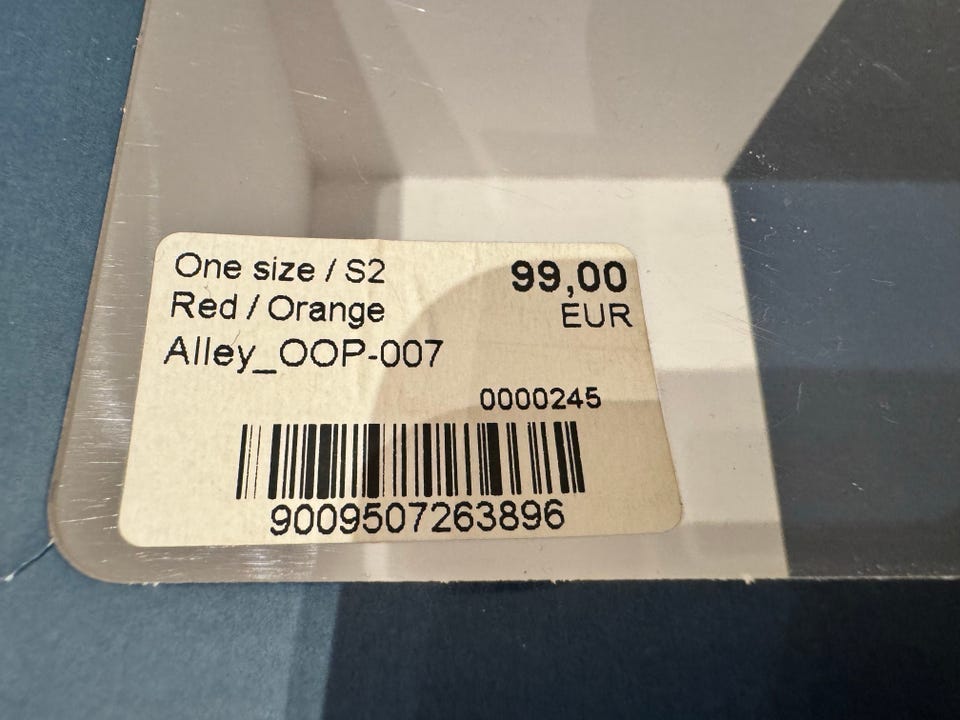 One size / S2
99,00
Red / Orange
EUR
Alley_OOP-007
0000245
9009507263896